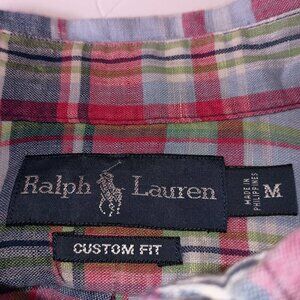 Ralph Lauren
MADE IN
PHILIPPINES
M
CUSTOM FIT